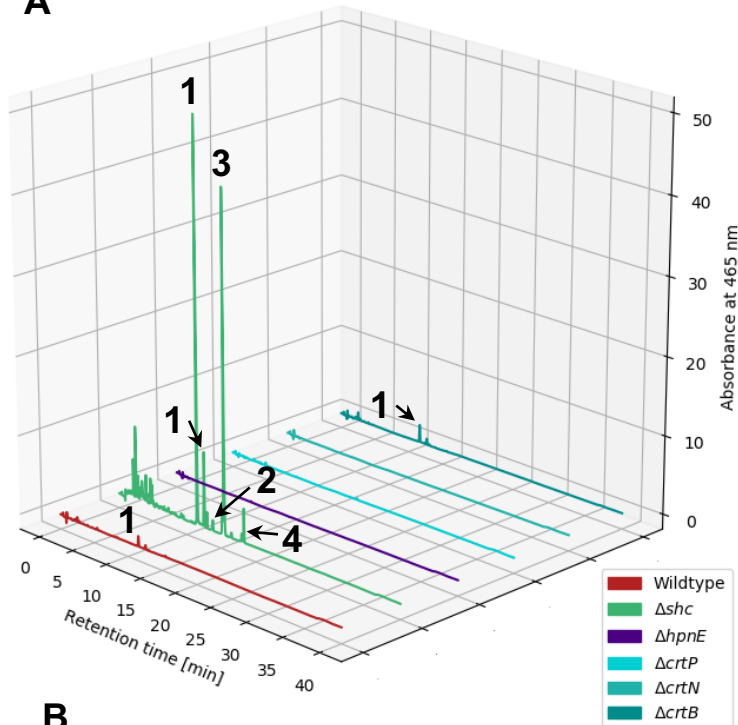 A
1
3
1
2
1
1
4
50
40
30
20
10
0
Absorbance at 465 nm
0
5
10
15
20
25
30
35
40
Retention time [min]
Wildtype
Δshc
ΔhpnE
ΔcrtP
ΔcrtN
ΔcrtB
B